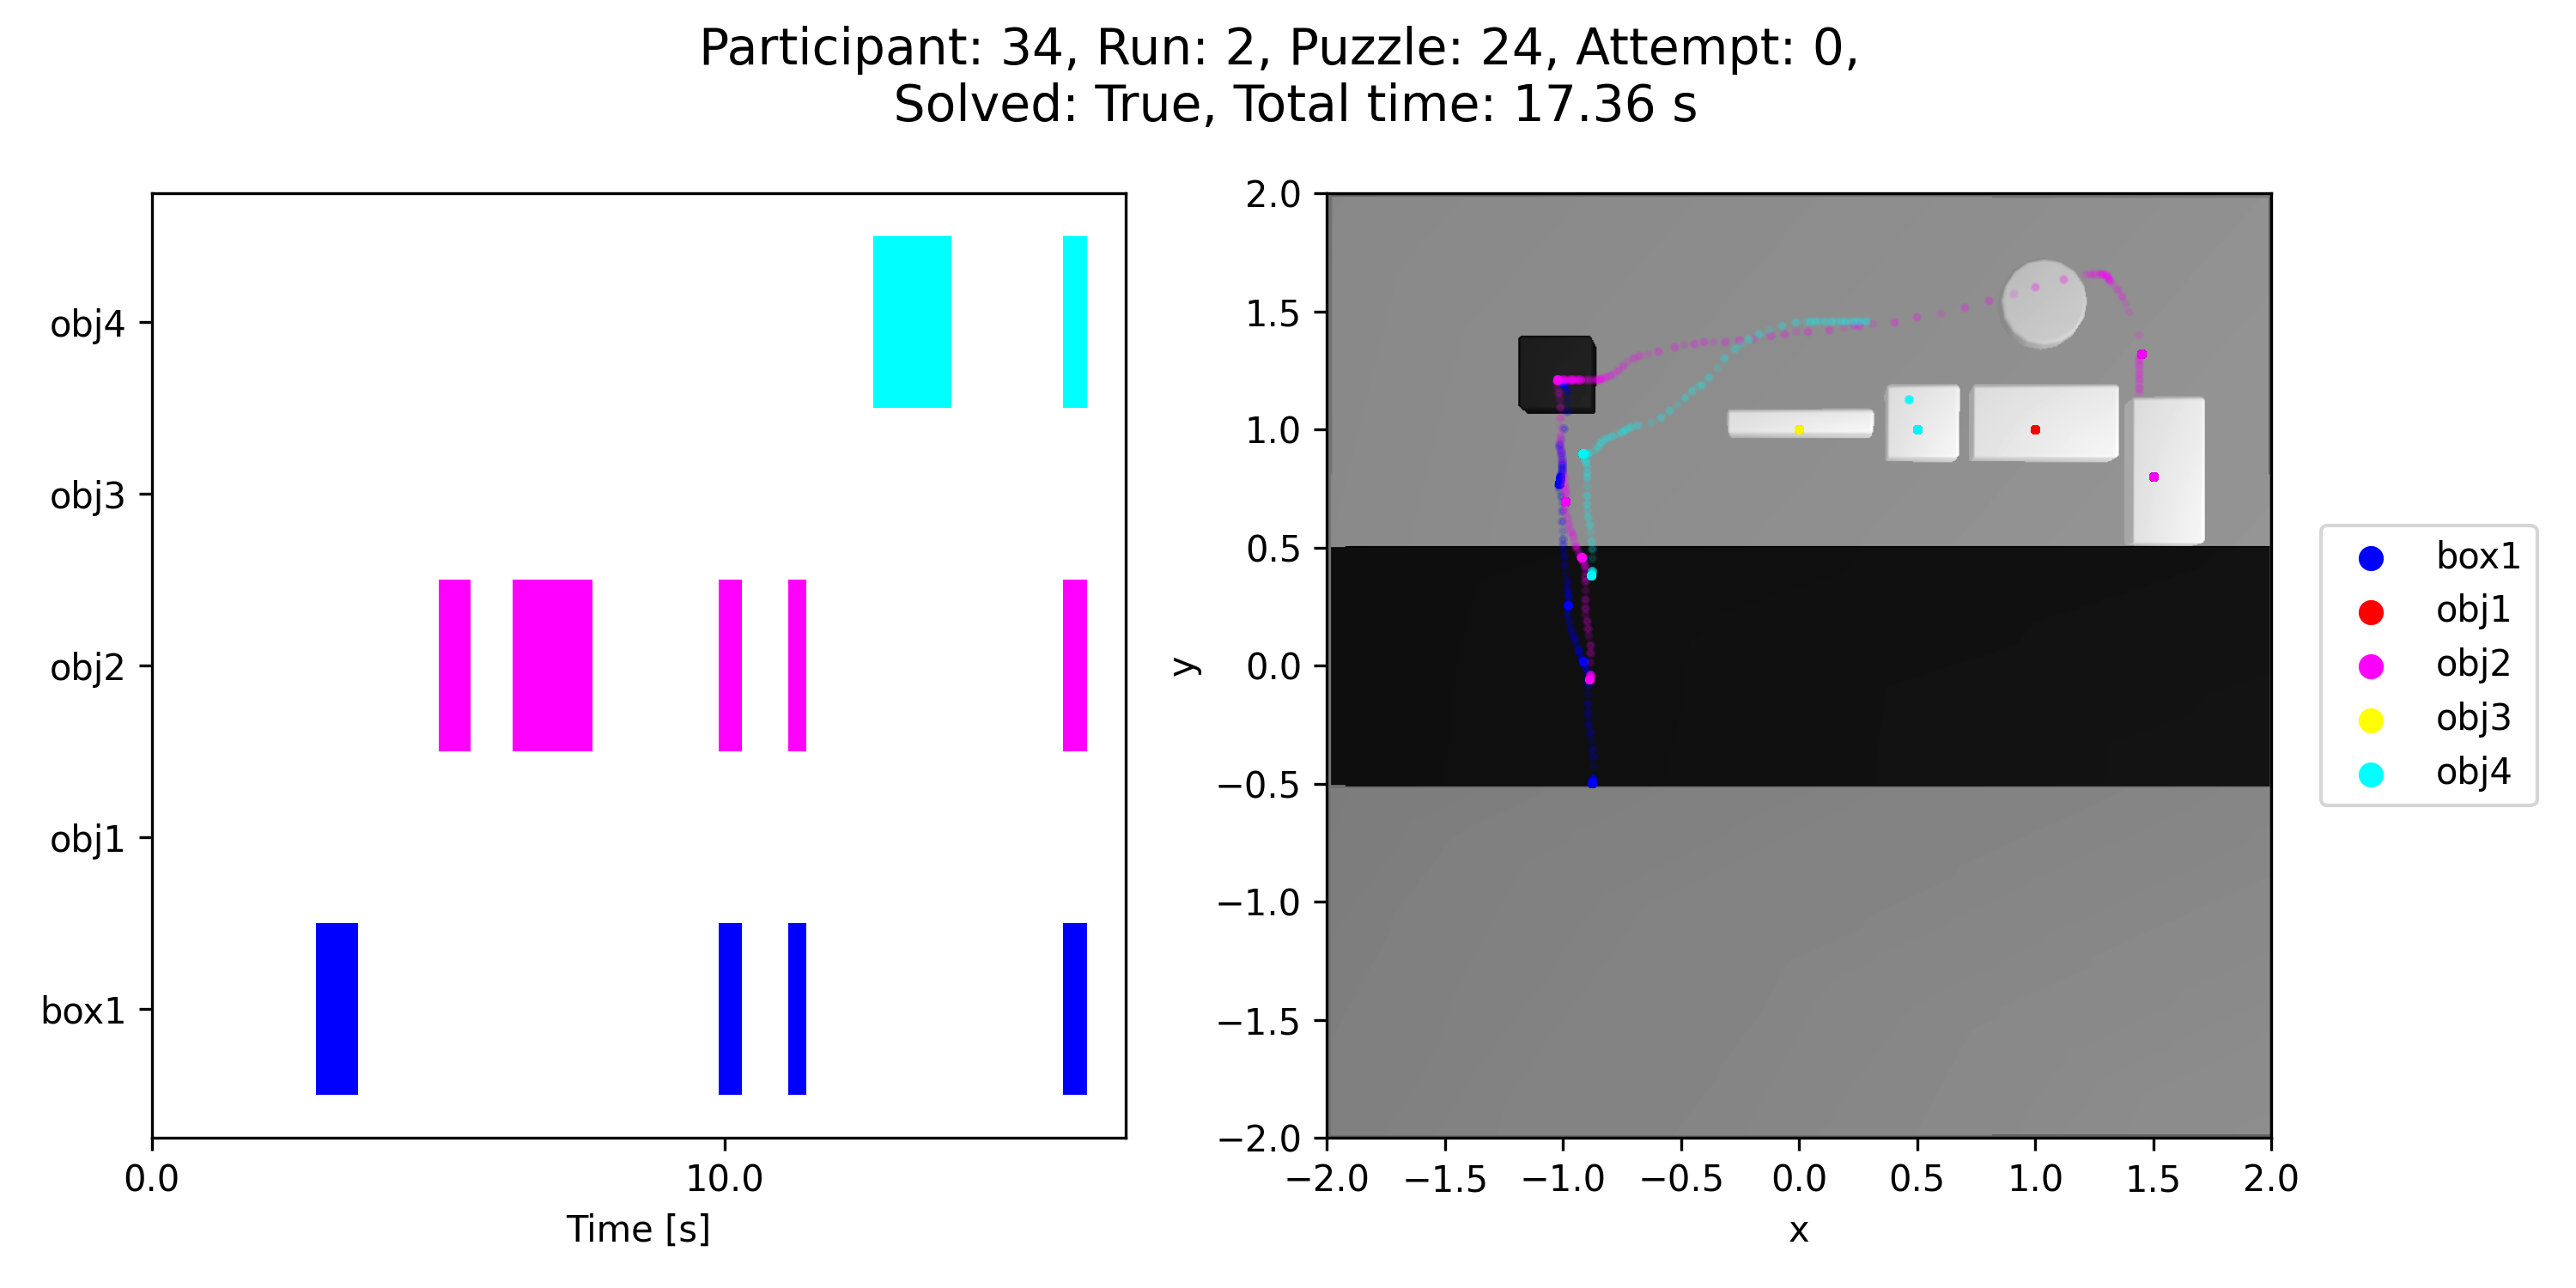 Participant: 34, Run: 2, Puzzle: 24, Attempt: 0,
Solved: True, Total time: 17.36 s
obj4
obj3
obj2
obj1
box1
0.0
10.0
Time [s]
2.0
1.5
1.0
0.5
0.0
−0.5
−1.0
−1.5
−2.0
y
−2.0
−1.5
−1.0
−0.5
0.0
0.5
1.0
1.5
2.0
x
box1
obj1
obj2
obj3
obj4